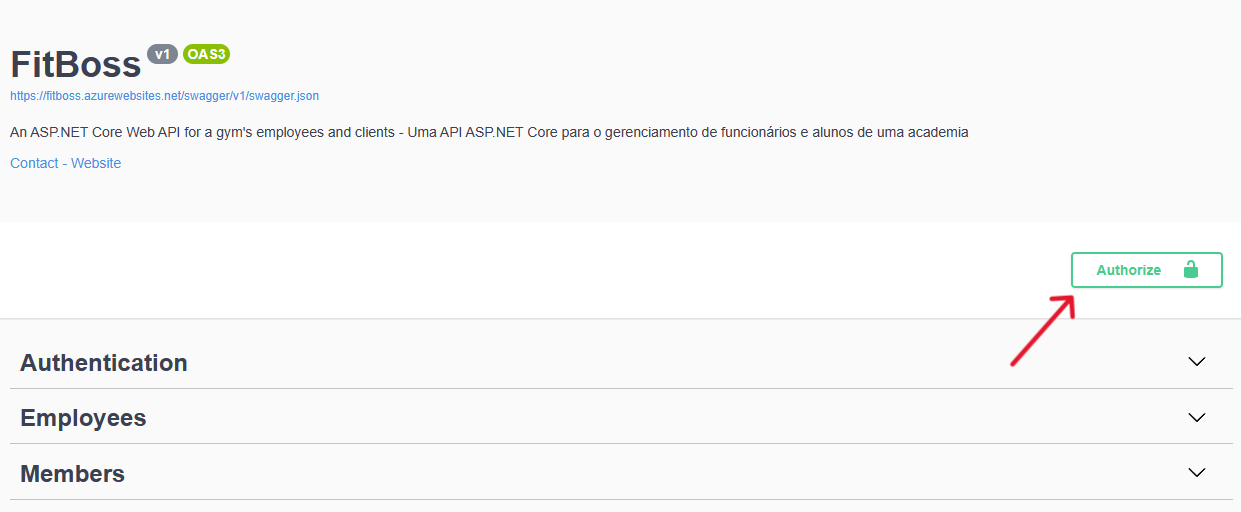 FitBoss v1 OAS3
https://fitboss.azurewebsites.net/swagger/v1/swagger.json
An ASP.NET Core Web API for a gym's employees and clients - Uma API ASP.NET Core para o gerenciamento de funcionários e alunos de uma academia
Contact - Website
Authorize
Authentication
Employees
Members